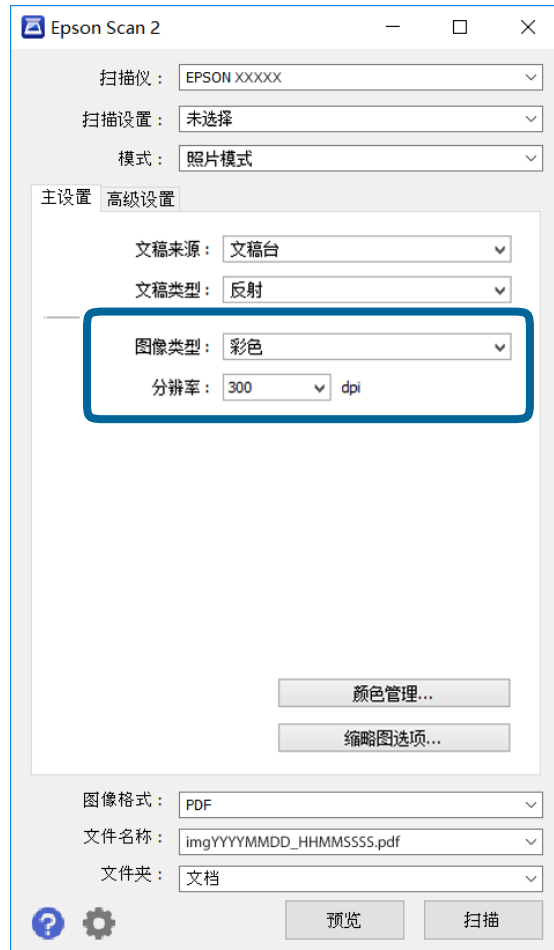 Epson Scan 2
扫描仪： EPSON XXXXX
扫描设置： 未选择
模式： 照片模式
主设置 高级设置
文稿来源： 文稿台
文稿类型： 反射
图像类型： 彩色
分辨率： 300 dpi
颜色管理...
缩略图选项...
图像格式： PDF
文件名称： imgYYYYMMDD_HHMMSSSS.pdf
文件夹： 文档
? 预览 扫描